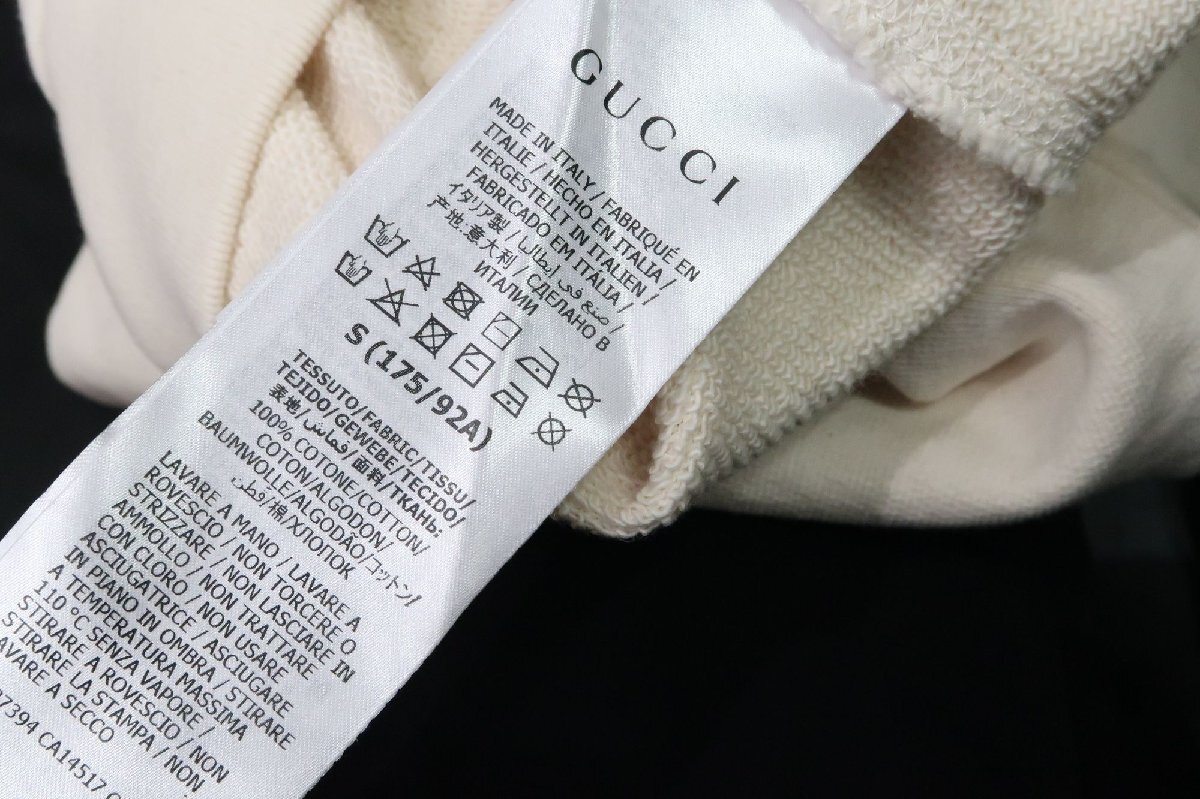 GUCCI
MADE IN ITALY / FABRIQUÉ EN
ITALIE / HECHO EN ITALIA /
HERGESTELLT IN ITALIEN /
FABRICADO EM ITÁLIA /
イタリア製 / صنع في إيطاليا /
产地:意大利 / СДЕЛАНО В
ИТАЛИИ
S (175/92A)
TESSUTO/FABRIC/TISSU/
TEJIDO/GEWEBE/TECIDO/
表地/قماش/面料/ТКАНЬ:
100% COTONE/COTTON/
COTON/ALGODON/
BAUMWOLLE/ALGODÃO/コットン/
قطن/棉/ХЛОПОК
LAVARE A MANO / LAVARE A
ROVESCIO / NON TORCERE O
STRIZZARE / NON LASCIARE IN
AMMOLLO / NON TRATTARE
CON CLORO / NON USARE
ASCIUGATRICE / ASCIUGARE
IN PIANO IN OMBRA / STIRARE
A TEMPERATURA MASSIMA
110 °C SENZA VAPORE /
STIRARE A ROVESCIO / NON
STIRARE LA STAMPA / NON
LAVARE A SECCO
7394 CA14517